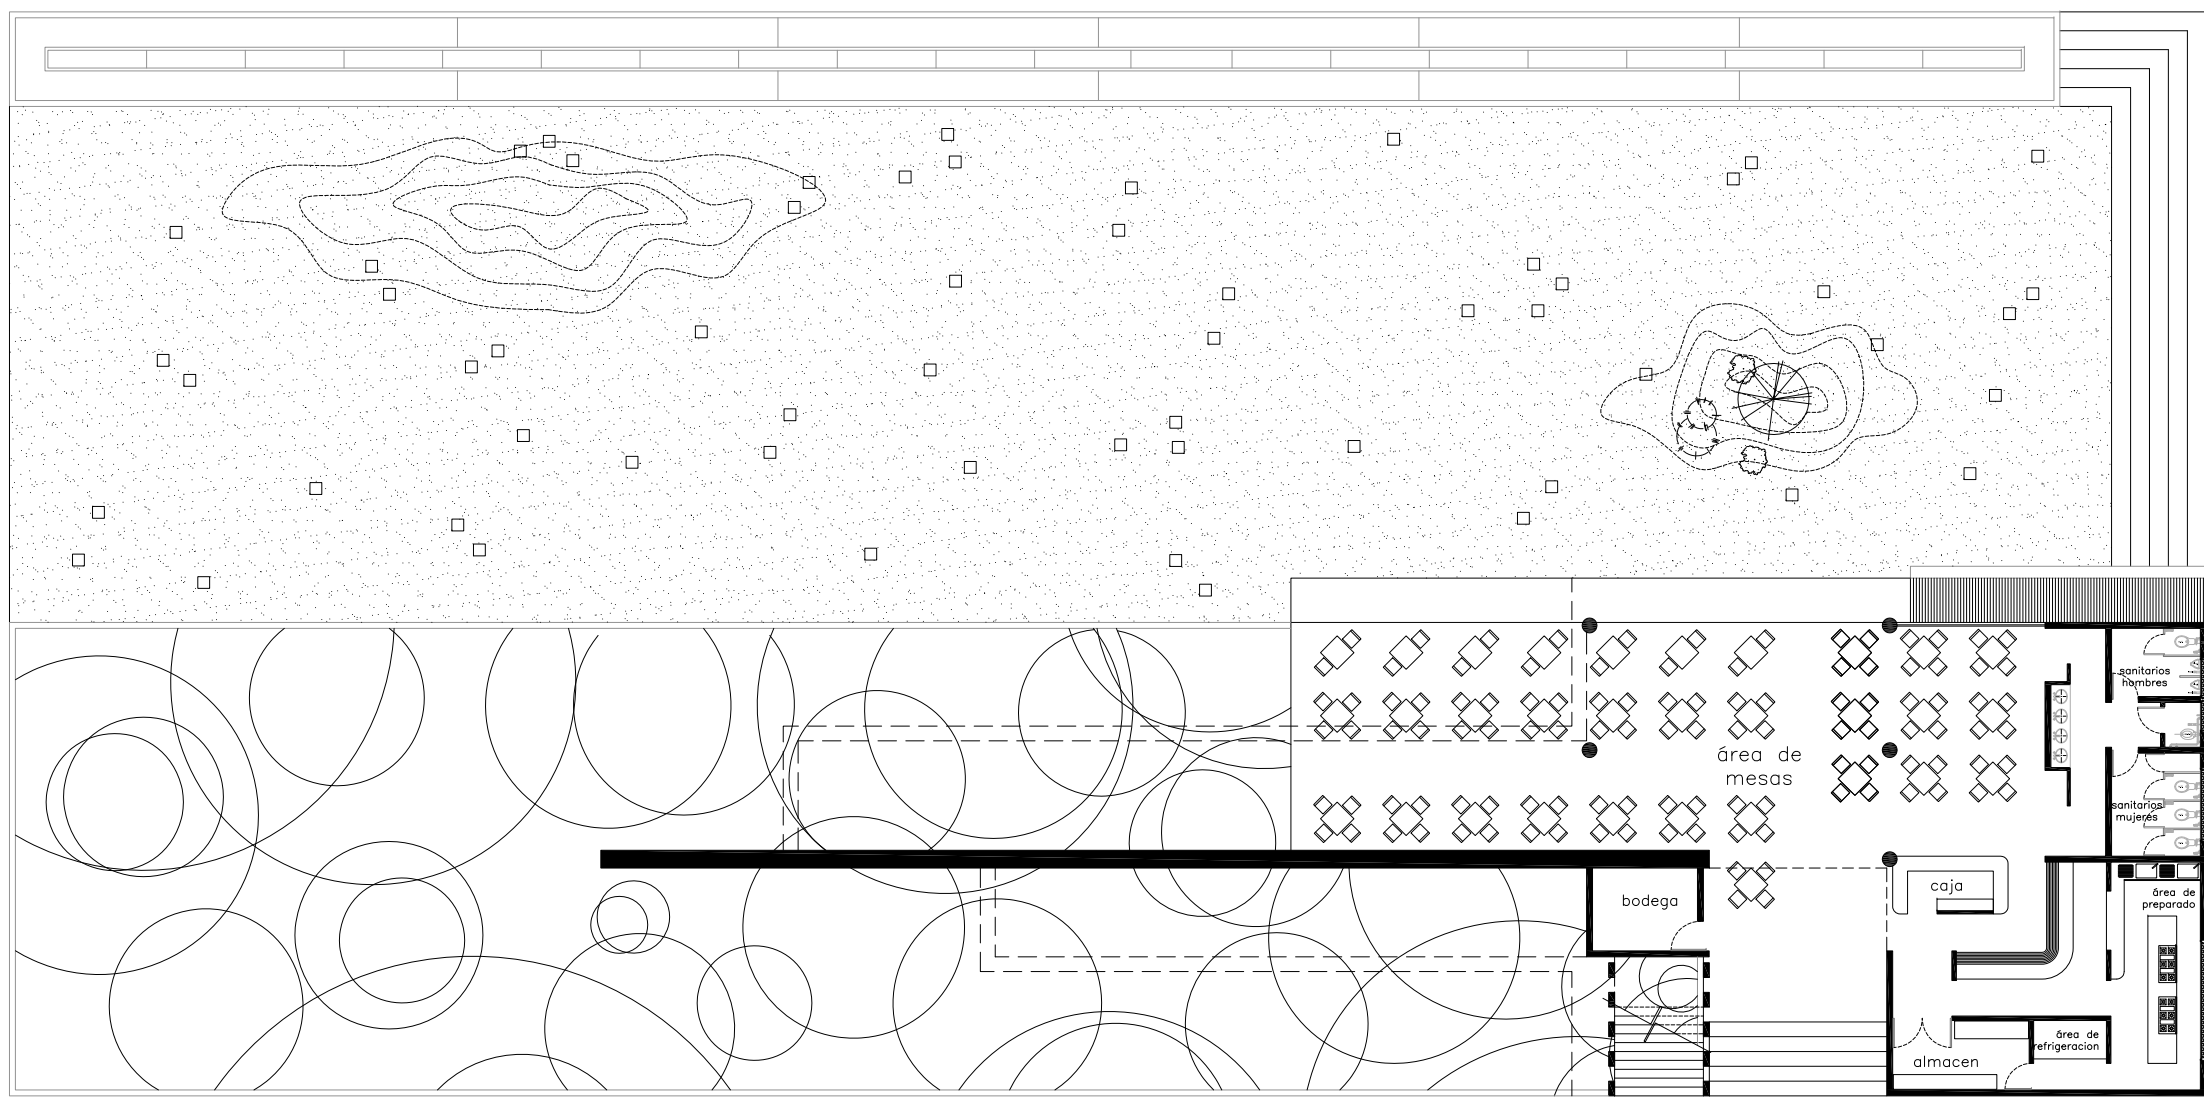 sanitarios
hombres
área de
mesas
sanitarios
mujeres
caja
bodega
área de
preparado
área de
refrigeracion
almacen